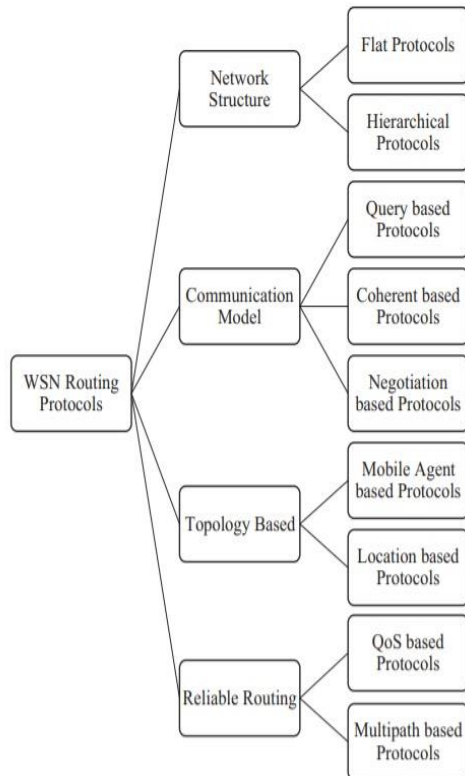 WSN Routing
Protocols
Network
Structure
Flat Protocols
Hierarchical
Protocols
Communication
Model
Query based
Protocols
Coherent based
Protocols
Negotiation
based Protocols
Topology Based
Mobile Agent
based Protocols
Location based
Protocols
Reliable Routing
QoS based
Protocols
Multipath based
Protocols